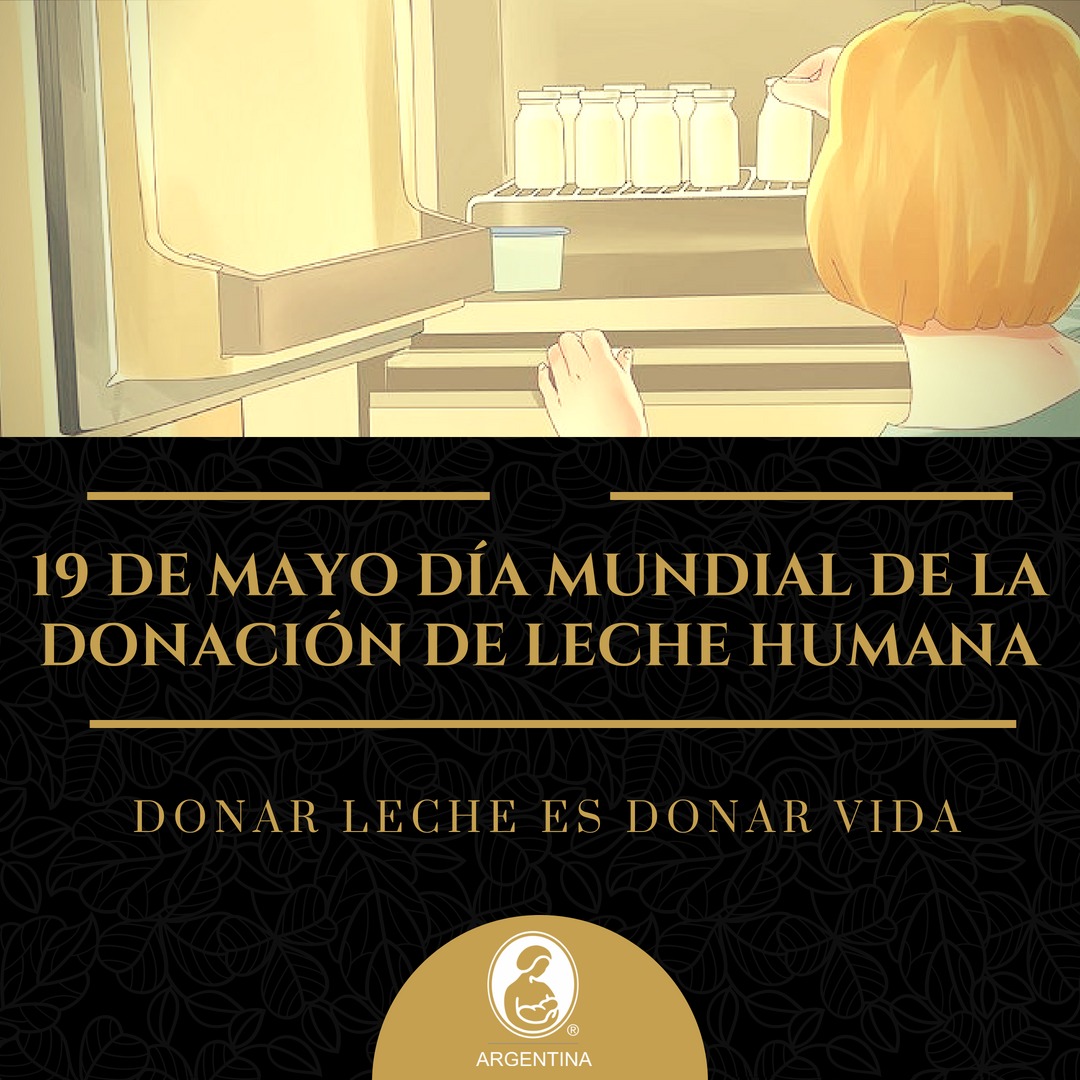 19 DE MAYO DÍA MUNDIAL DE LA
DONACIÓN DE LECHE HUMANA
DONAR LECHE ES DONAR VIDA
®
ARGENTINA